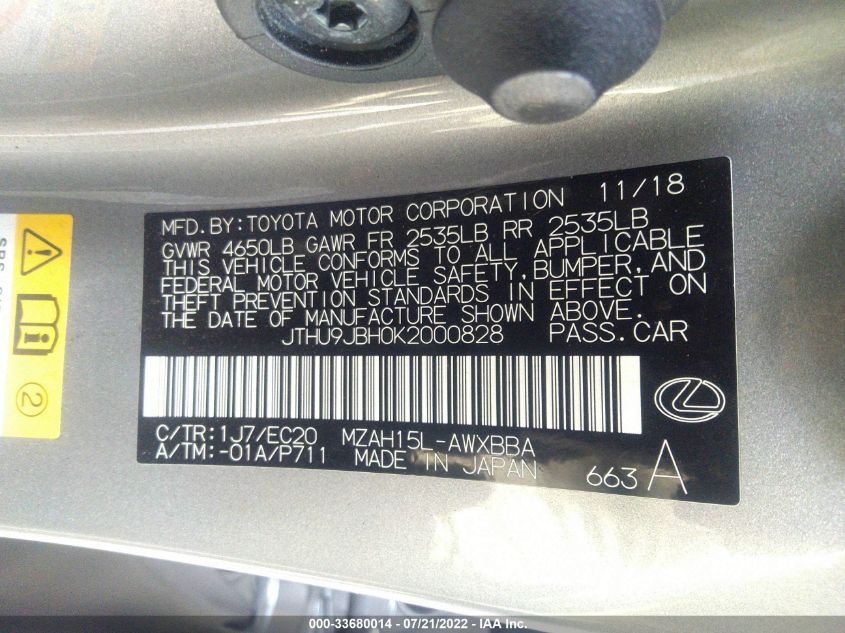 MFD.BY:TOYOTA MOTOR CORPORATION 11/18
GVWR 4650LB GAWR FR 2535LB RR 2535LB
THIS VEHICLE CONFORMS TO ALL APPLICABLE
FEDERAL MOTOR VEHICLE SAFETY,BUMPER,AND
THEFT PREVENTION STANDARDS IN EFFECT ON
THE DATE OF MANUFACTURE SHOWN ABOVE.
JTHU9JBH0K2000828 PASS.CAR
C/TR:1J7/EC20 MZAH15L-AWXBBA
A/TM:-01A/P711 MADE IN JAPAN
663 A
SRS
2
000-33680014 / 07/21/2022 - IAA Inc.